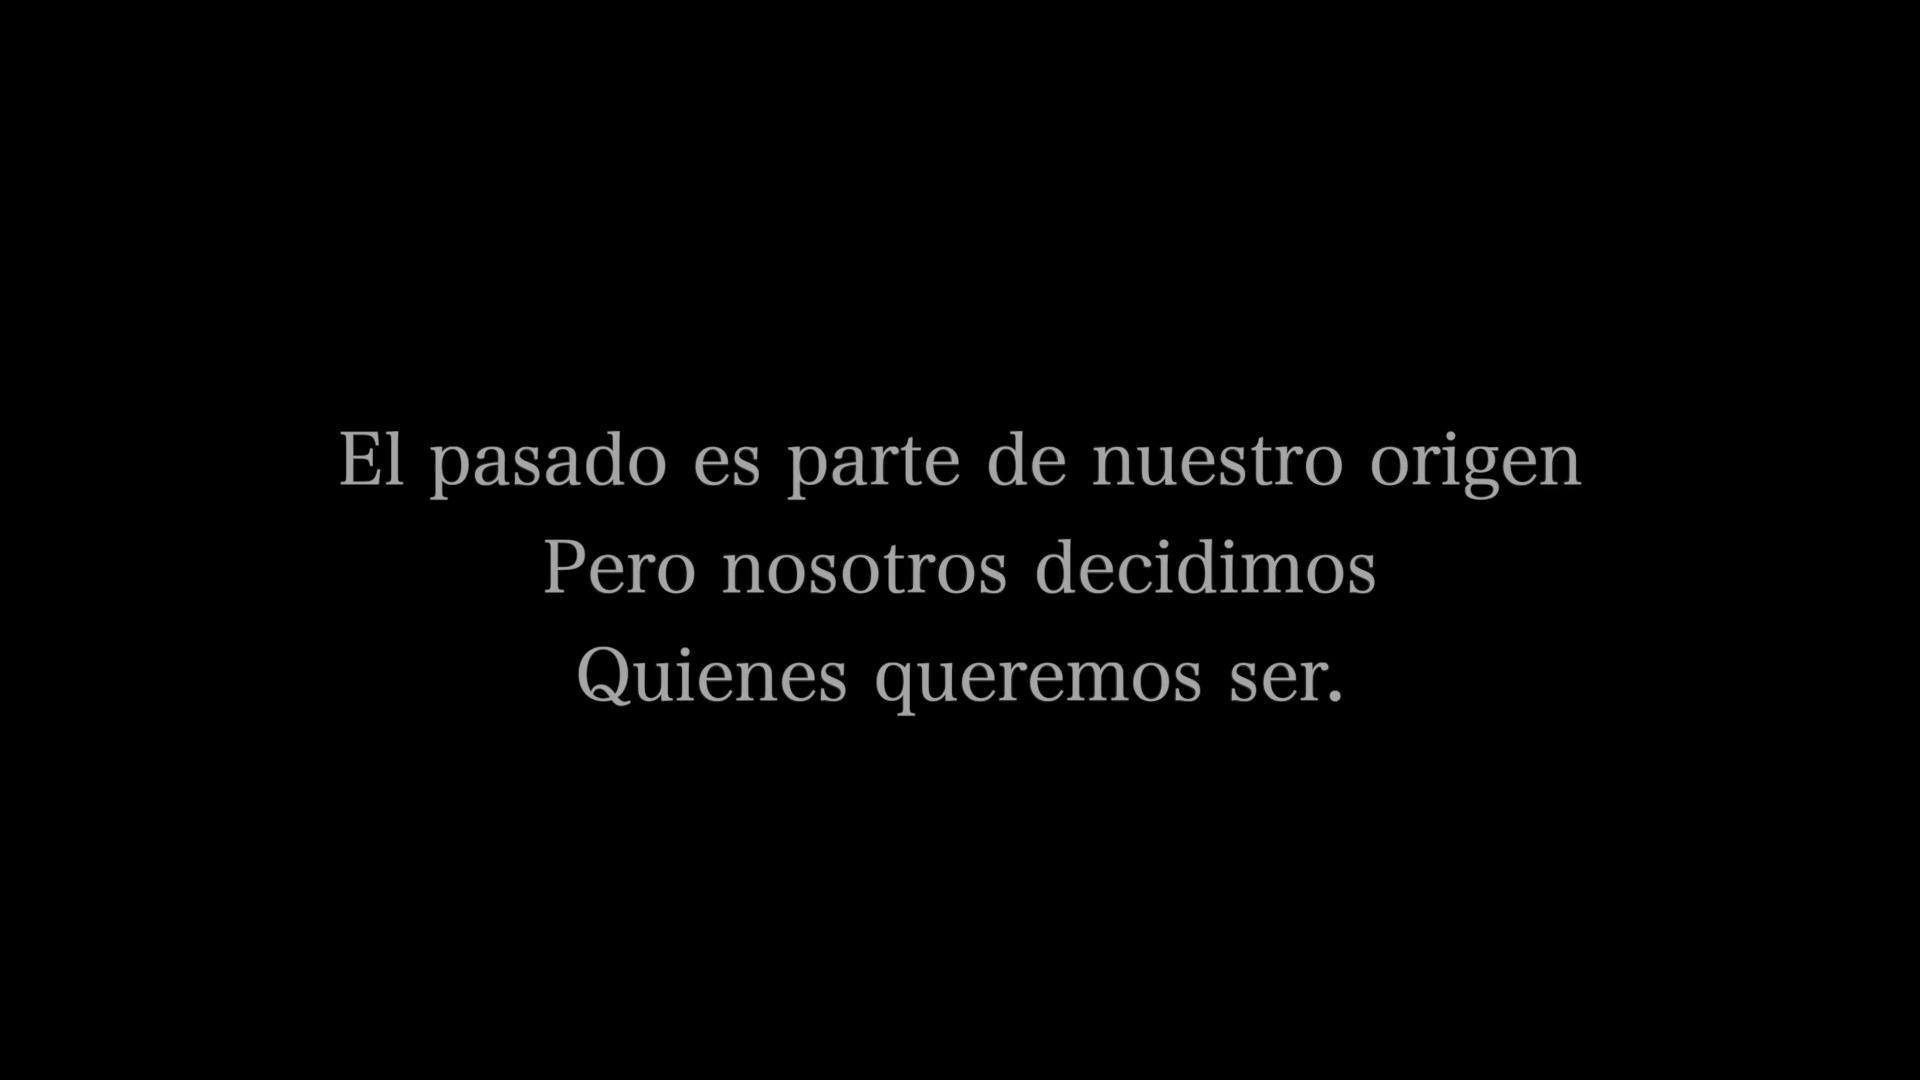 El pasado es parte de nuestro origen
Pero nosotros decidimos
Quienes queremos ser.